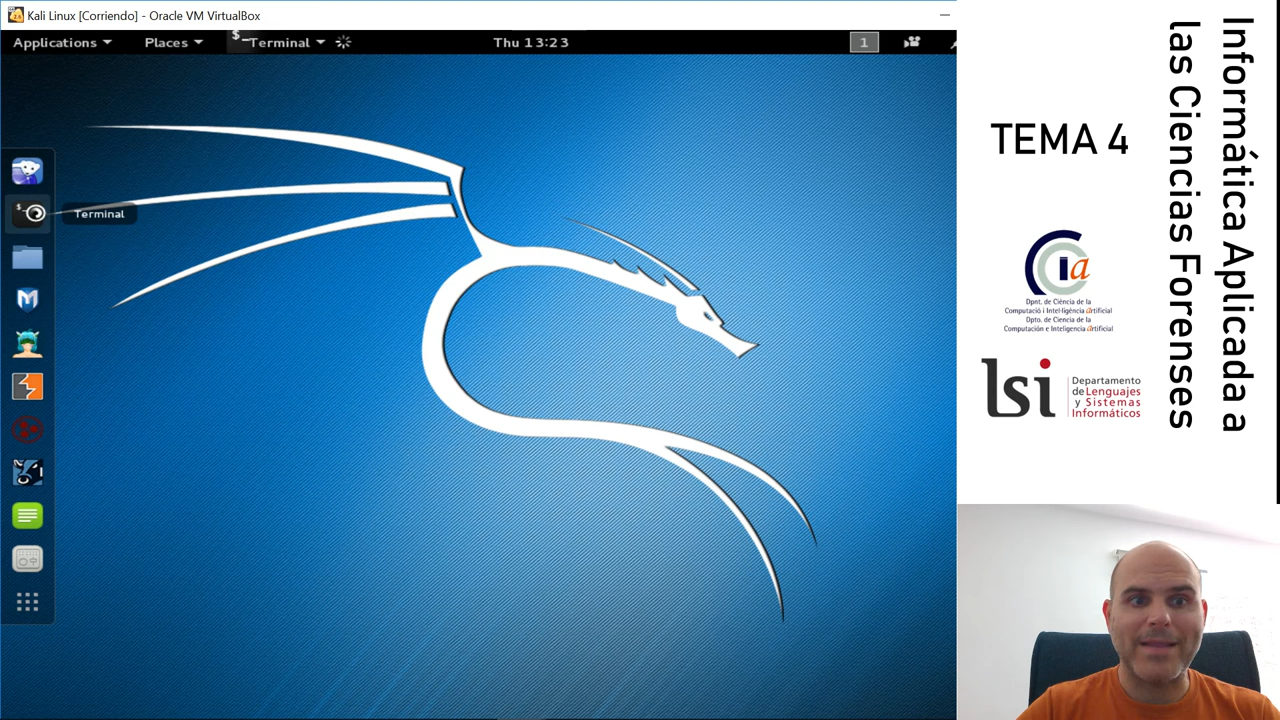 Kali Linux [Corriendo] - Oracle VM VirtualBox
Applications
Places
$_
Terminal
Thu 13:23
1
$_
Terminal
TEMA 4
Informática Aplicada a
las Ciencias Forenses
ia
Dpnt. de Ciència de la
Computació i Intel·ligència artificial
Dpto. de Ciencia de la
Computación e Inteligencia artificial
lsi
Departamento
de Lenguajes
y Sistemas
Informáticos